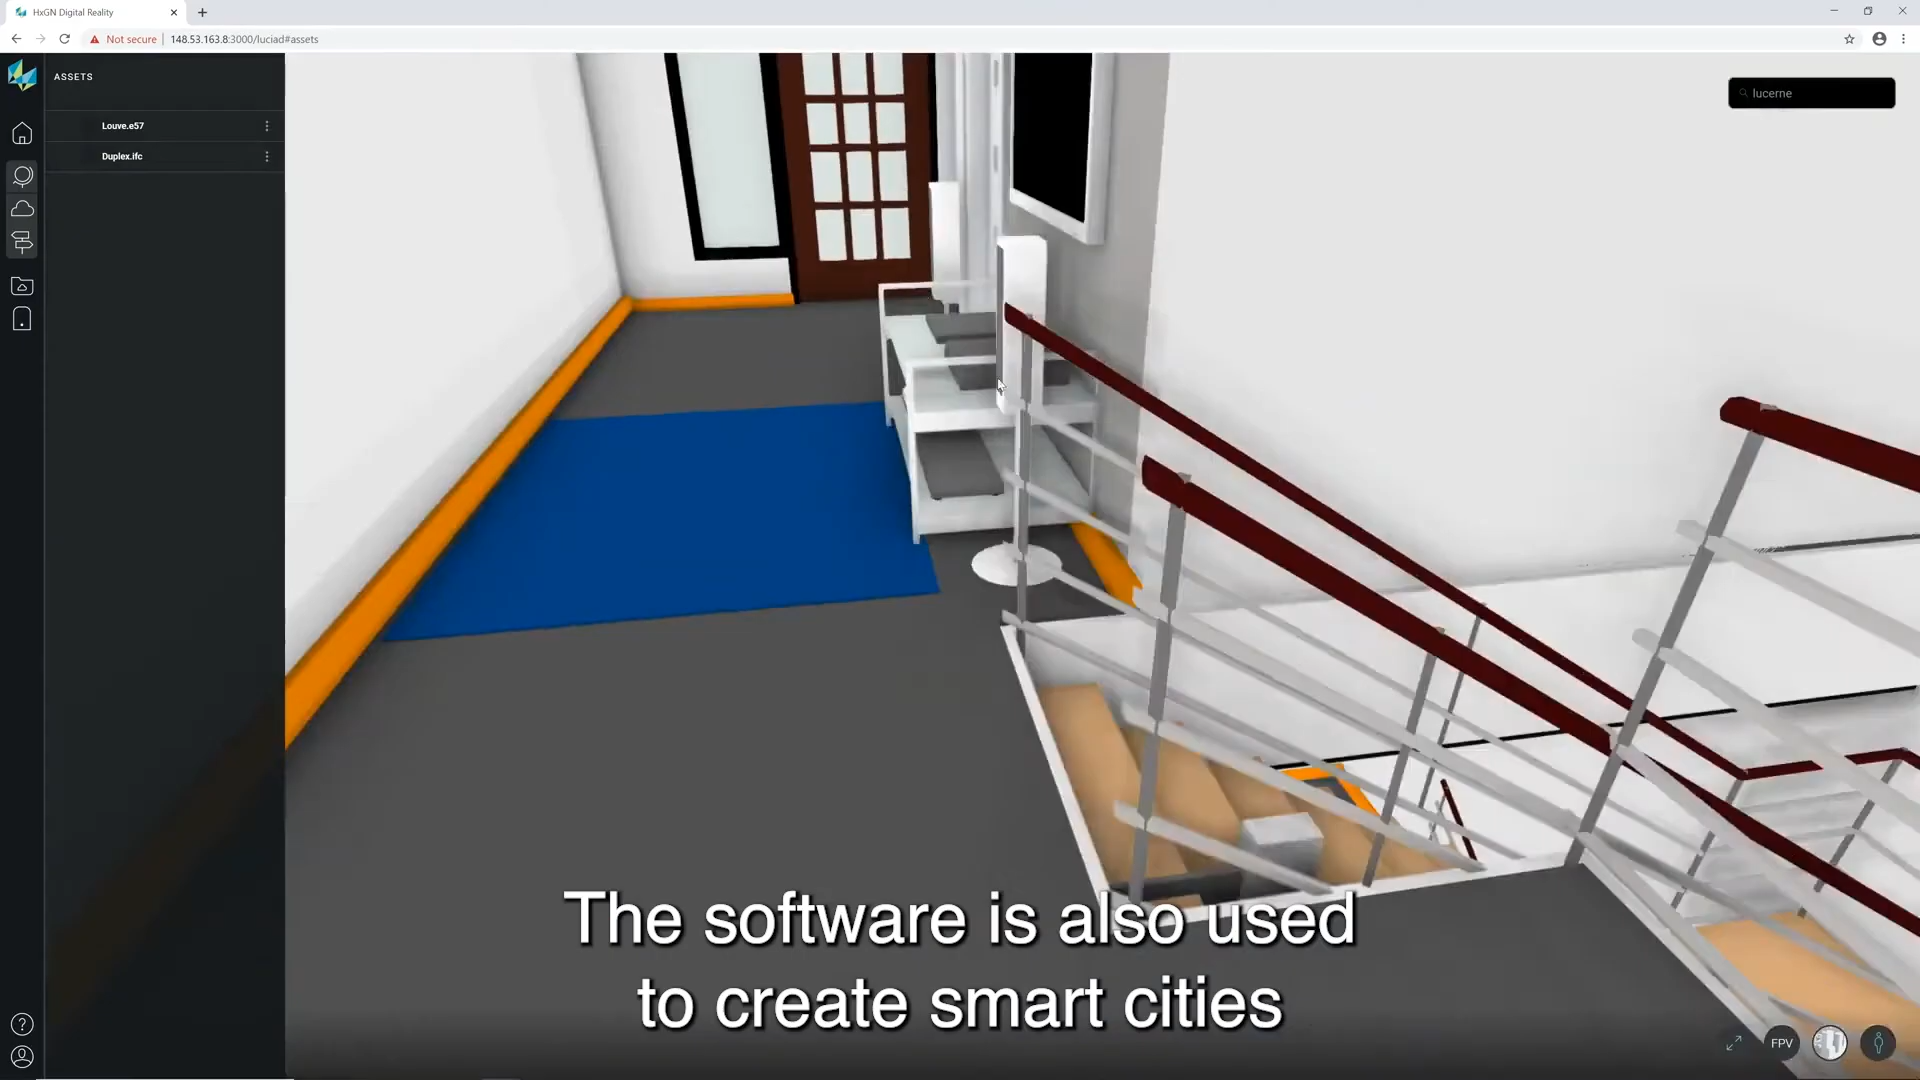 HxGN Digital Reality
Not secure
148.53.163.8:3000/luciad#assets
ASSETS
lucerne
Louve.e57
Duplex.ifc
The software is also used
to create smart cities
FPV